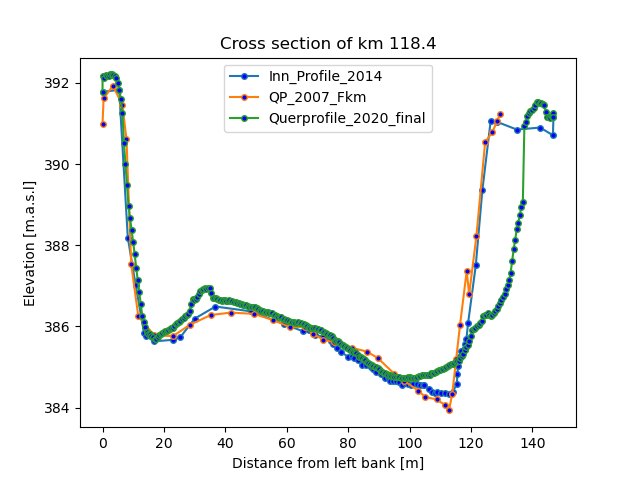 Cross section of km 118.4
Inn_Profile_2014
QP_2007_Fkm
Querprofile_2020_final
392
390
388
386
384
Elevation [m.a.s.l]
0 20 40 60 80 100 120 140
Distance from left bank [m]